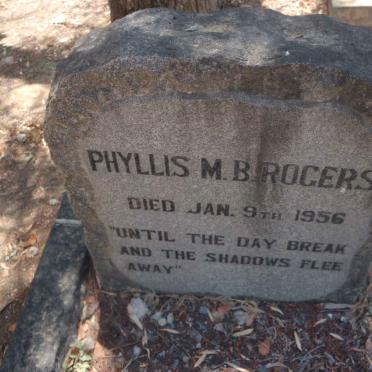 PHYLLIS M.B. ROGERS
DIED JAN. 9TH 1956
"UNTIL THE DAY BREAK
AND THE SHADOWS FLEE
AWAY"